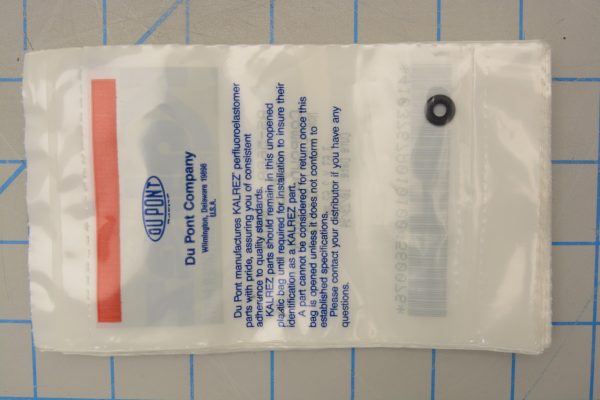 DU PONT
Du Pont Company
Wilmington, Delaware 19898
U.S.A.
Du Pont manufactures KALREZ® perfluoroelastomer
parts with pride, assuring you of consistent
adherence to quality standards.
KALREZ parts should remain in this unopened
plastic bag until required for installation to insure their
identification as a KALREZ part.
A part cannot be considered for return once this
bag is opened unless it does not conform to
established specifications.
Please contact your distributor if you have any
questions.